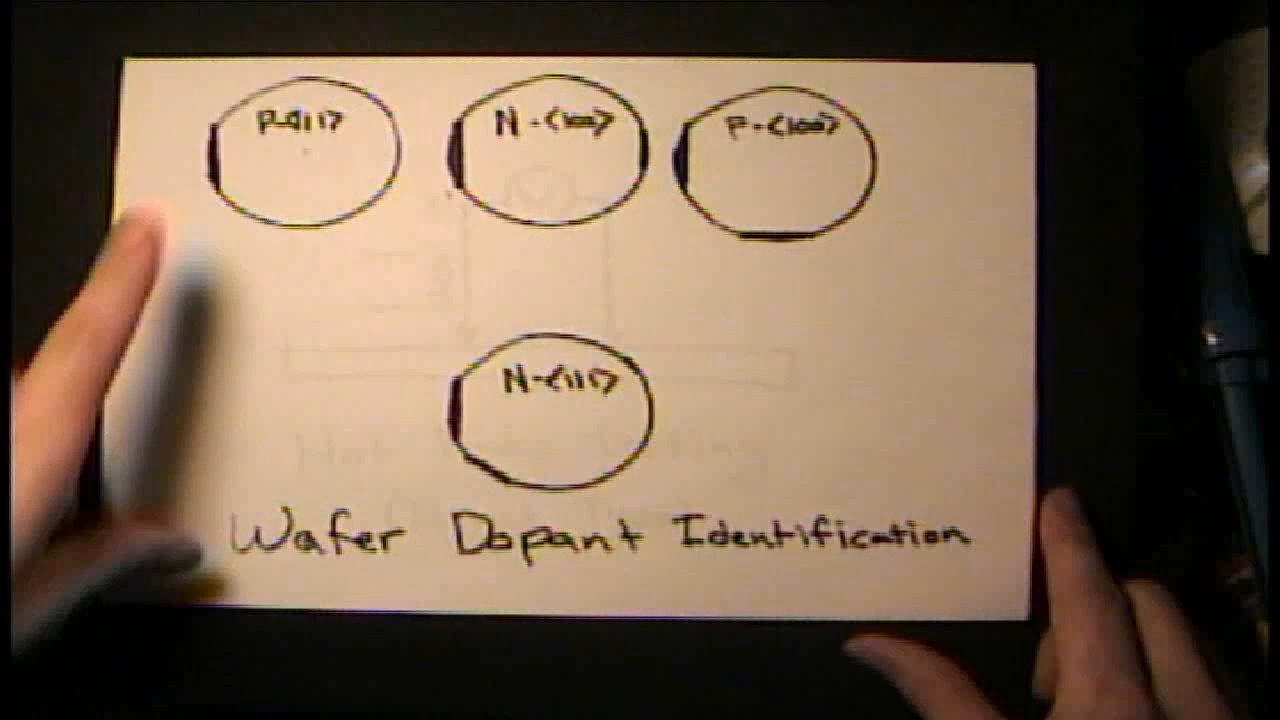 P-<111>
N-<100>
P-<100>
N-<111>
Wafer Dopant Identification